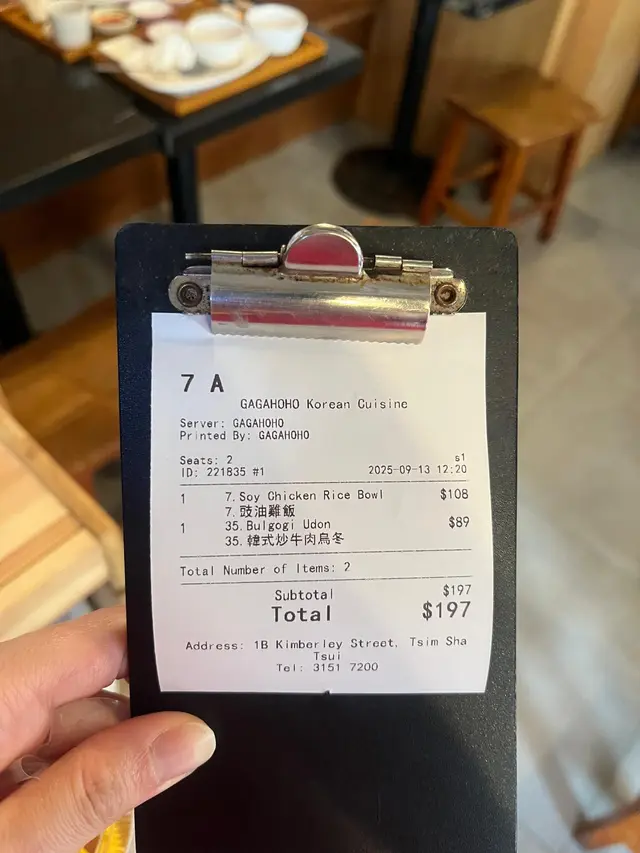 7 A
GAGAHOHO Korean Cuisine
Server: GAGAHOHO
Printed By: GAGAHOHO
Seats: 2 s1
ID: 221835 #1 2025-09-13 12:20
1 7. Soy Chicken Rice Bowl $108
7. 豉油雞飯
1 35. Bulgogi Udon $89
35. 韓式炒牛肉烏冬
Total Number of Items: 2
Subtotal $197
Total $197
Address: 1B Kimberley Street, Tsim Sha
Tsui
Tel: 3151 7200